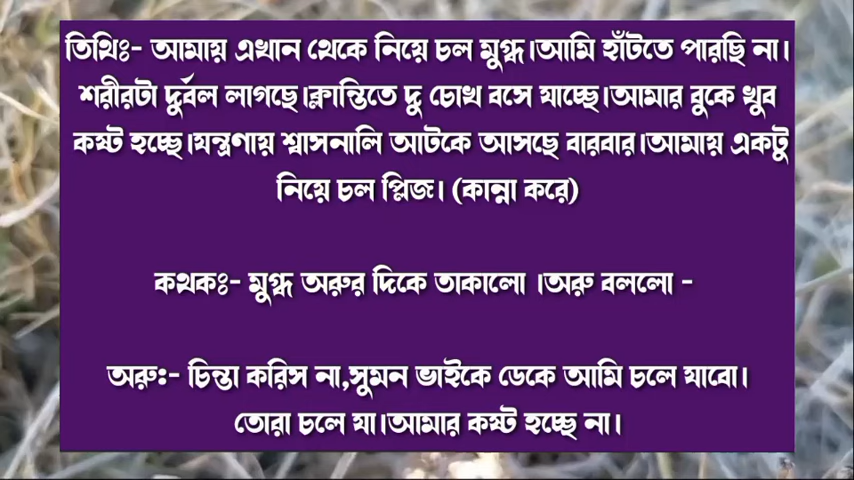 তিথিঃ- আমায় এখান থেকে নিয়ে চল মুগ্ধ।আমি হাঁটতে পারছি না।
শরীরটা দুর্বল লাগছে।ক্লান্তিতে দু চোখ বসে যাচ্ছে।আমার বুকে খুব
কষ্ট হচ্ছে।যন্ত্রণায় শ্বাসনালি আটকে আসছে বারবার।আমায় একটু
নিয়ে চল প্লিজ। (কান্না করে)
কথকঃ- মুগ্ধ অরুর দিকে তাকালো ।অরু বললো -
অরুঃ- চিন্তা করিস না,সুমন ভাইকে ডেকে আমি চলে যাবো।
তোরা চলে যা।আমার কষ্ট হচ্ছে না।